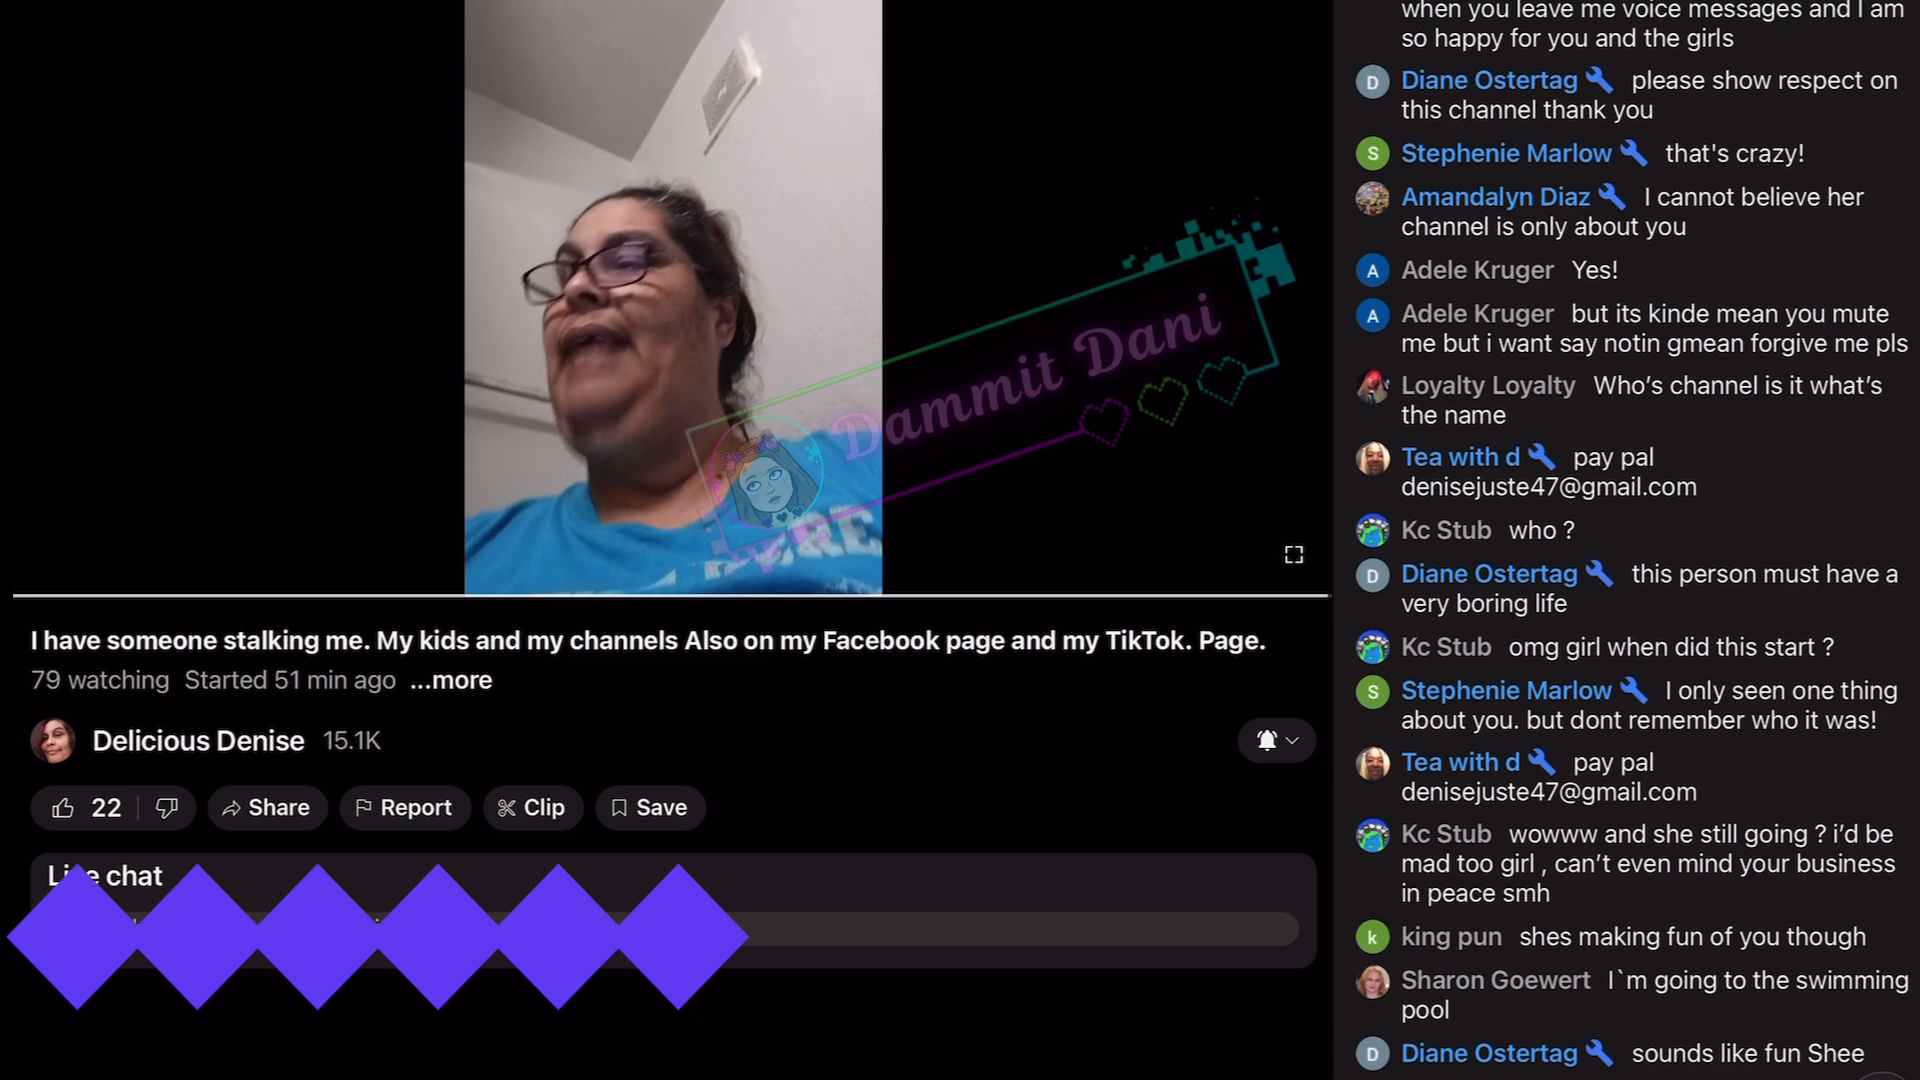 Dammit Dani
RE
I have someone stalking me. My kids and my channels Also on my Facebook page and my TikTok. Page.
79 watching Started 51 min ago ...more
Delicious Denise 15.1K
22 Share Report Clip Save
chat
when you leave me voice messages and I am
so happy for you and the girls
D Diane Ostertag please show respect on
this channel thank you
S Stephenie Marlow that's crazy!
Amandalyn Diaz I cannot believe her
channel is only about you
A Adele Kruger Yes!
A Adele Kruger but its kinde mean you mute
me but i want say notin gmean forgive me pls
Loyalty Loyalty Who’s channel is it what’s
the name
Tea with d pay pal
denisejuste47@gmail.com
Kc Stub who ?
D Diane Ostertag this person must have a
very boring life
Kc Stub omg girl when did this start ?
S Stephenie Marlow I only seen one thing
about you. but dont remember who it was!
Tea with d pay pal
denisejuste47@gmail.com
Kc Stub wowww and she still going ? i’d be
mad too girl , can’t even mind your business
in peace smh
k king pun shes making fun of you though
Sharon Goewert I`m going to the swimming
pool
D Diane Ostertag sounds like fun Shee